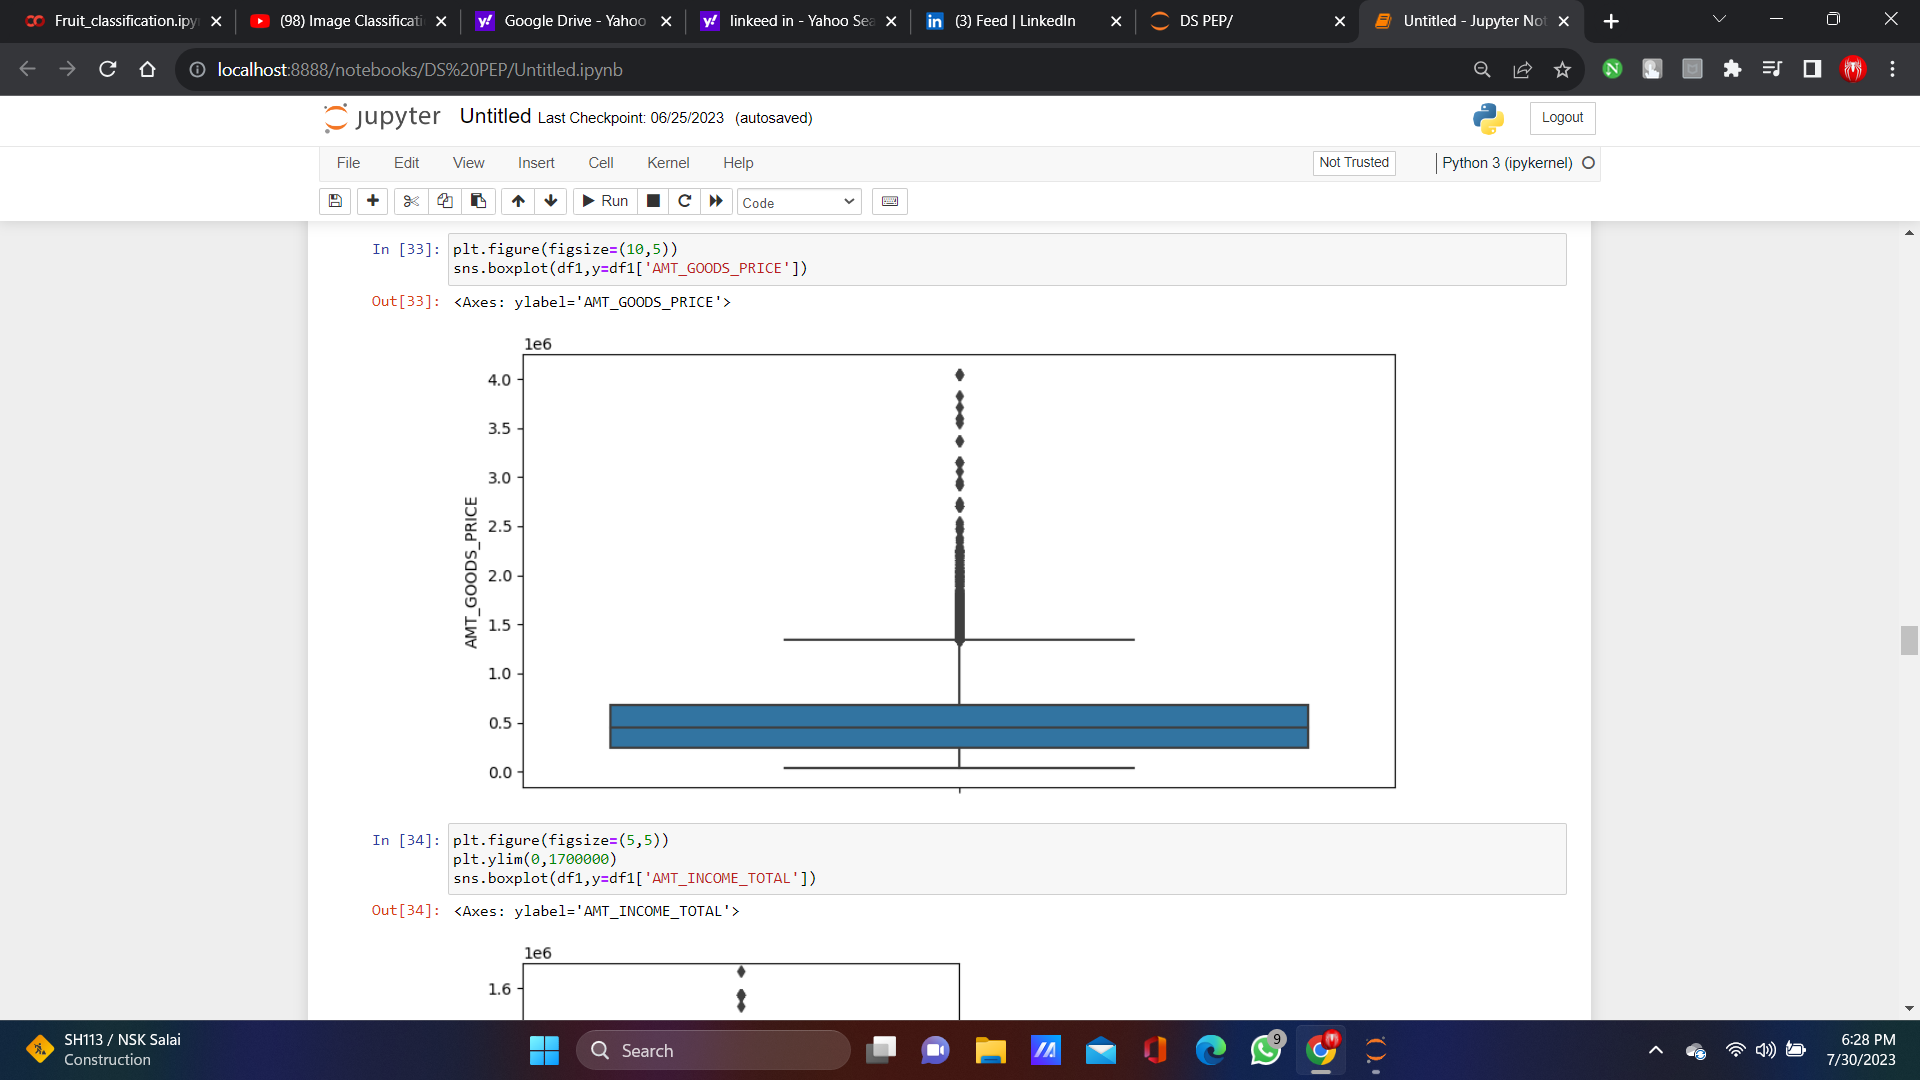 Fruit_classification.ipy
(98) Image Classificati
Google Drive - Yahoo
linkeed in - Yahoo Sea
(3) Feed | LinkedIn
DS PEP/
Untitled - Jupyter Not
localhost:8888/notebooks/DS%20PEP/Untitled.ipynb
jupyter Untitled Last Checkpoint: 06/25/2023 (autosaved)
Logout
File Edit View Insert Cell Kernel Help
Not Trusted
Python 3 (ipykernel)
Run
Code
In [33]: plt.figure(figsize=(10,5))
sns.boxplot(df1,y=df1['AMT_GOODS_PRICE'])
Out[33]: <Axes: ylabel='AMT_GOODS_PRICE'>
1e6
4.0
3.5
3.0
2.5
2.0
1.5
1.0
0.5
0.0
AMT_GOODS_PRICE
In [34]: plt.figure(figsize=(5,5))
plt.ylim(0,1700000)
sns.boxplot(df1,y=df1['AMT_INCOME_TOTAL'])
Out[34]: <Axes: ylabel='AMT_INCOME_TOTAL'>
1e6
1.6
SH113 / NSK Salai
Construction
Search
9
6:28 PM
7/30/2023